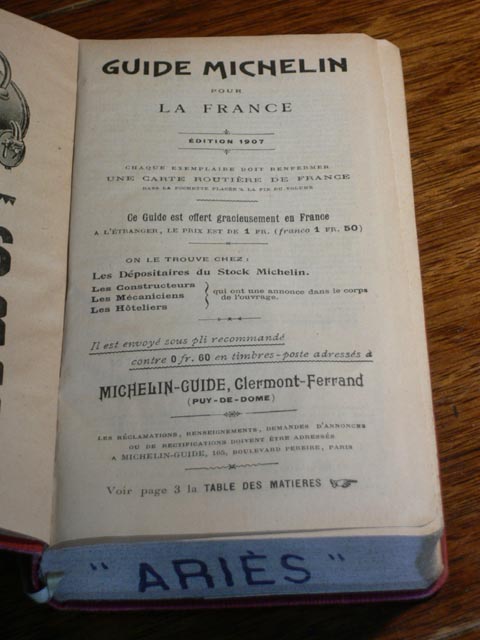 GUIDE MICHELIN
POUR
LA FRANCE
ÉDITION 1907
CHAQUE EXEMPLAIRE DOIT RENFERMER
UNE CARTE ROUTIÈRE DE FRANCE
DANS LA POCHETTE PLACÉE A LA FIN DU VOLUME
Ce Guide est offert gracieusement en France
A L'ÉTRANGER, LE PRIX EST DE 1 FR. (franco 1 FR. 50)
ON LE TROUVE CHEZ:
Les Dépositaires du Stock Michelin.
Les Constructeurs
Les Mécaniciens
Les Hôteliers
qui ont une annonce dans le corps
de l'ouvrage.
Il est envoyé sous pli recommandé
contre 0 fr. 60 en timbres-poste adressés à
MICHELIN-GUIDE, Clermont-Ferrand
(PUY-DE-DOME)
LES RÉCLAMATIONS, RENSEIGNEMENTS, DEMANDES D'ANNONCES
OU DE RECTIFICATIONS DOIVENT ÊTRE ADRESSÉES
A MICHELIN-GUIDE, 105, BOULEVARD PEREIRE, PARIS
Voir page 3 la TABLE DES MATIERES
" ARIÈS "